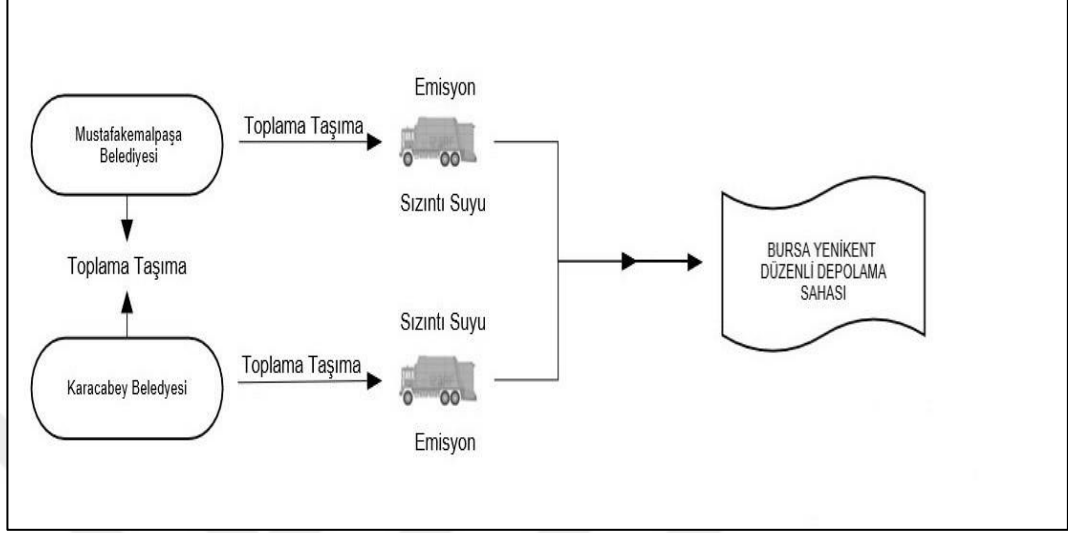 Emisyon
Mustafakemalpaşa
Belediyesi
Toplama Taşıma
Sızıntı Suyu
Toplama Taşıma
BURSA YENİKENT
DÜZENLİ DEPOLAMA
SAHASI
Sızıntı Suyu
Karacabey Beledyesi
Toplama Taşıma
Emisyon